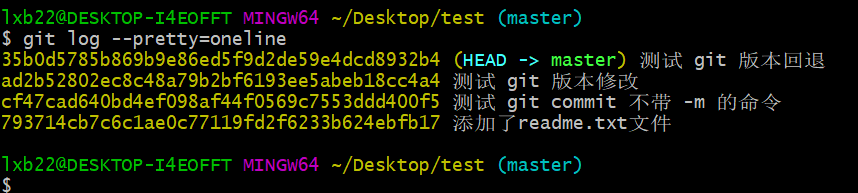 lxb22@DESKTOP-I4EOFFT MINGW64 ~/Desktop/test (master)
$ git log --pretty=oneline
35b0d5785b869b9e86ed5f9d2de59e4dcd8932b4 (HEAD -> master) 测试 git 版本回退
ad2b52802ec8c48a79b2bf6193ee5abeb18cc4a4 测试 git 版本修改
cf47cad640bd4ef098af44f0569c7553ddd400f5 测试 git commit 不带 -m 的命令
793714cb7c6c1ae0c77119fd2f6233b624ebfb17 添加了readme.txt文件
lxb22@DESKTOP-I4EOFFT MINGW64 ~/Desktop/test (master)
$